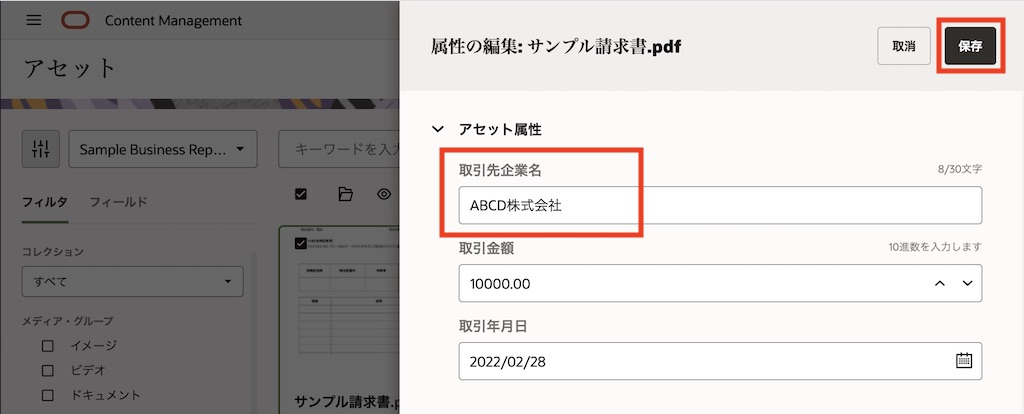 Content Management
アセット
Sample Business Rep...
キーワードを入力
フィルタ
フィールド
コレクション
すべて
メディア・グループ
イメージ
ビデオ
ドキュメント
サンプル請求書.p
属性の編集: サンプル請求書.pdf
取消
保存
アセット属性
取引先企業名
8/30文字
ABCD株式会社
取引金額
10進数を入力します
10000.00
取引年月日
2022/02/28